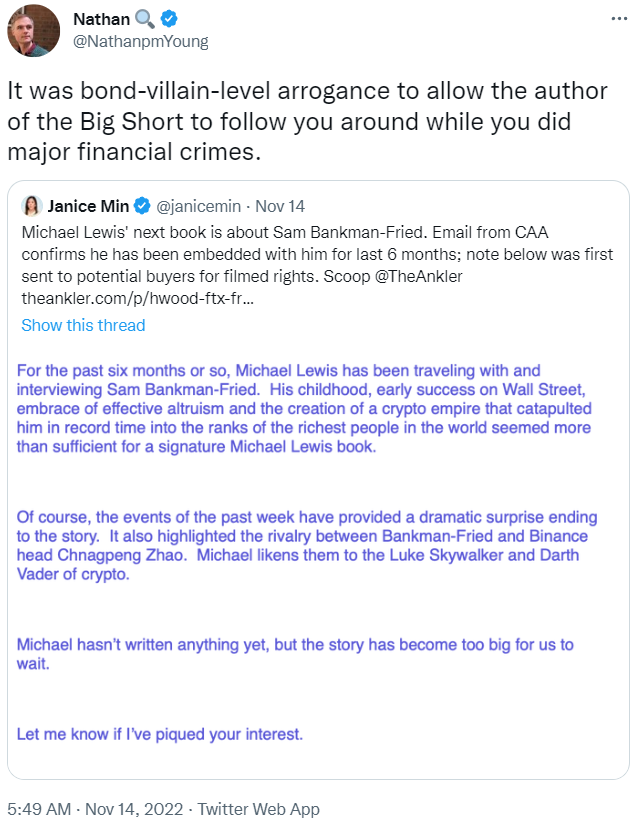 Nathan 🔍
@NathanpmYoung
It was bond-villain-level arrogance to allow the author
of the Big Short to follow you around while you did
major financial crimes.
Janice Min @janicemin · Nov 14
Michael Lewis' next book is about Sam Bankman-Fried. Email from CAA
confirms he has been embedded with him for last 6 months; note below was first
sent to potential buyers for filmed rights. Scoop @TheAnkler
theankler.com/p/hwood-ftx-fr…
Show this thread
For the past six months or so, Michael Lewis has been traveling with and
interviewing Sam Bankman-Fried.  His childhood, early success on Wall Street,
embrace of effective altruism and the creation of a crypto empire that catapulted
him in record time into the ranks of the richest people in the world seemed more
than sufficient for a signature Michael Lewis book.
Of course, the events of the past week have provided a dramatic surprise ending
to the story.  It also highlighted the rivalry between Bankman-Fried and Binance
head Chnagpeng Zhao.  Michael likens them to the Luke Skywalker and Darth
Vader of crypto.
Michael hasn't written anything yet, but the story has become too big for us to
wait.
Let me know if I've piqued your interest.
5:49 AM · Nov 14, 2022 · Twitter Web App